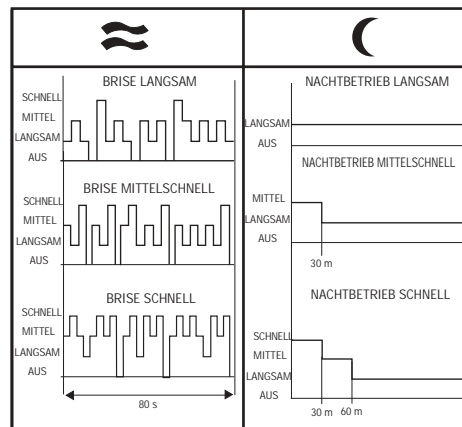 BRISE LANGSAM
SCHNELL
MITTEL
LANGSAM
AUS
BRISE MITTELSCHNELL
SCHNELL
MITTEL
LANGSAM
AUS
BRISE SCHNELL
SCHNELL
MITTEL
LANGSAM
AUS
80 s
NACHTBETRIEB LANGSAM
LANGSAM
AUS
NACHTBETRIEB MITTELSCHNELL
MITTEL
LANGSAM
AUS
30 m
NACHTBETRIEB SCHNELL
SCHNELL
MITTEL
LANGSAM
AUS
30 m 60 m